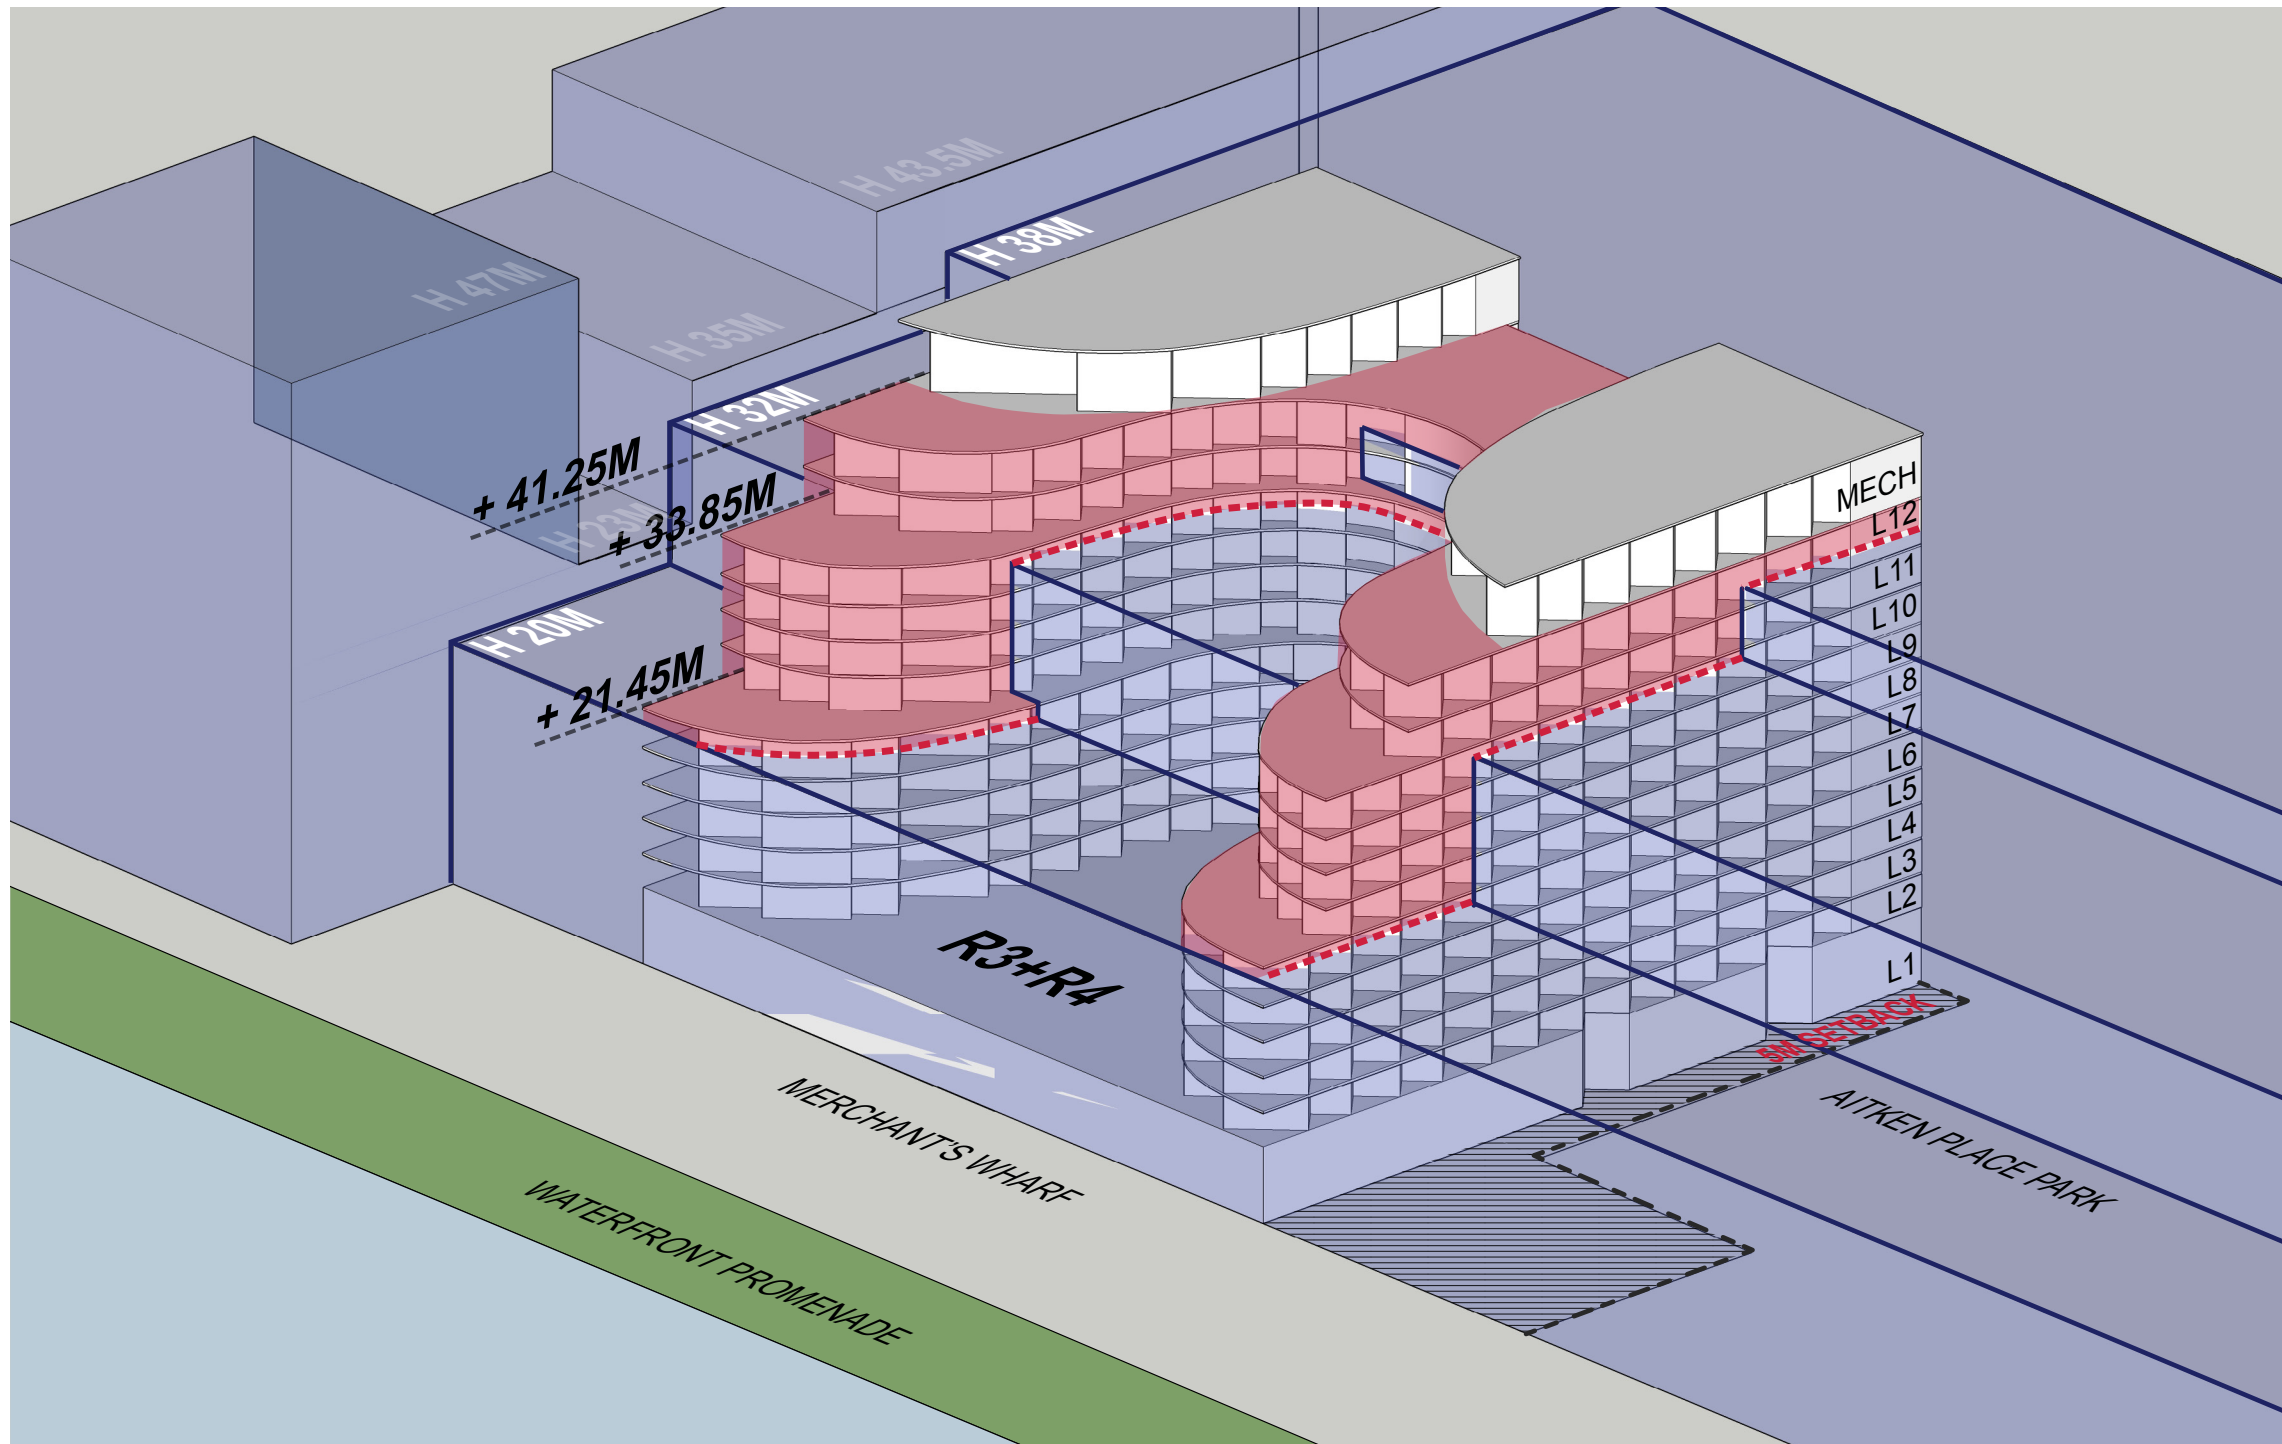 H 43.5M
H 38M
H 47M
H 35M
H 32M
+ 41.25M
H 23M
+ 33.85M
H 20M
+ 21.45M
MECH
L12
L11
L10
L9
L8
L7
L6
L5
L4
L3
L2
L1
R3+R4
5M SETBACK
AITKEN PLACE PARK
MERCHANT'S WHARF
WATERFRONT PROMENADE